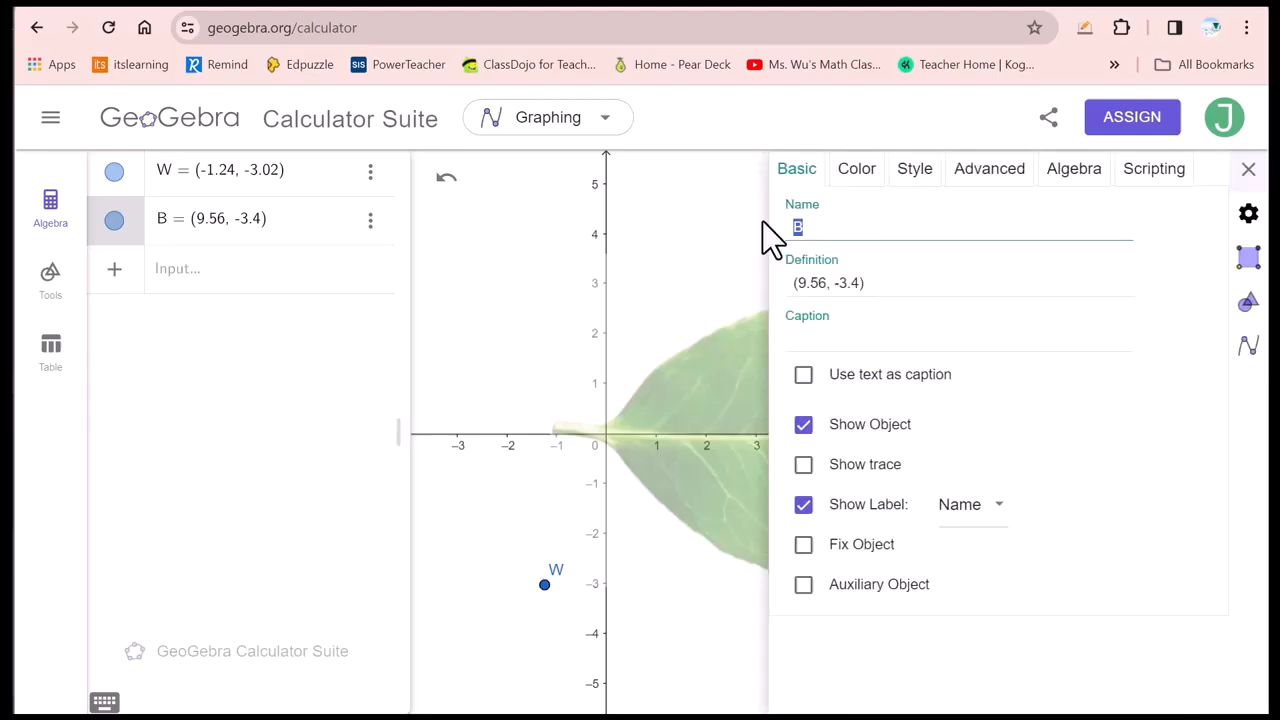 geogebra.org/calculator
Apps
its itslearning
Remind
Edpuzzle
SIS PowerTeacher
ClassDojo for Teach...
Home - Pear Deck
Ms. Wu's Math Clas...
Teacher Home | Kog...
»
All Bookmarks
GeoGebra Calculator Suite
Graphing
ASSIGN
J
W = (-1.24, -3.02)
B = (9.56, -3.4)
+ Input...
Algebra
Tools
Table
GeoGebra Calculator Suite
5
4
3
2
1
–3 –2 –1 0 1 2 3
–1
–2
–3
–4
–5
W
Basic Color Style Advanced Algebra Scripting
Name
B
Definition
(9.56, -3.4)
Caption
Use text as caption
Show Object
Show trace
Show Label: Name
Fix Object
Auxiliary Object